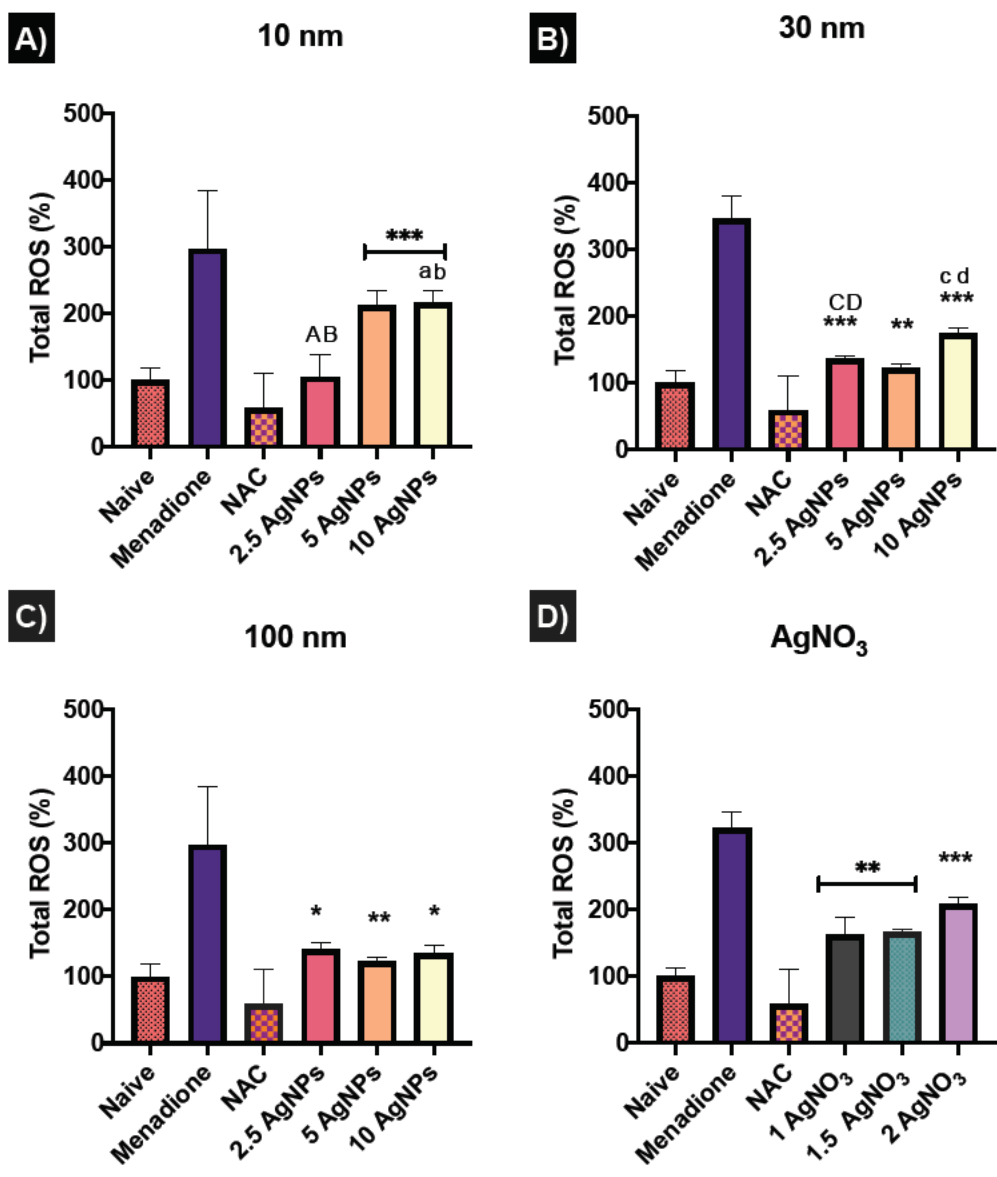 A)
10 nm
Total ROS (%)
500
400
300
200
100
0
***
AB
ab
Naive
Menadione
NAC
2.5 AgNPs
5 AgNPs
10 AgNPs
B)
30 nm
Total ROS (%)
500
400
300
200
100
0
CD
***
**
cd
***
Naive
Menadione
NAC
2.5 AgNPs
5 AgNPs
10 AgNPs
C)
100 nm
Total ROS (%)
500
400
300
200
100
0
*
**
*
Naive
Menadione
NAC
2.5 AgNPs
5 AgNPs
10 AgNPs
D)
AgNO₃
Total ROS (%)
500
400
300
200
100
0
**
***
Naive
Menadione
NAC
1 AgNO₃
1.5 AgNO₃
2 AgNO₃